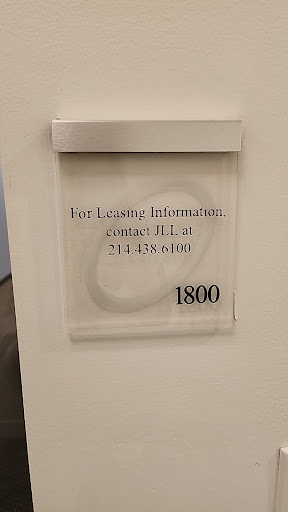 For Leasing Information,
contact JLL at
214.438.6100
1800